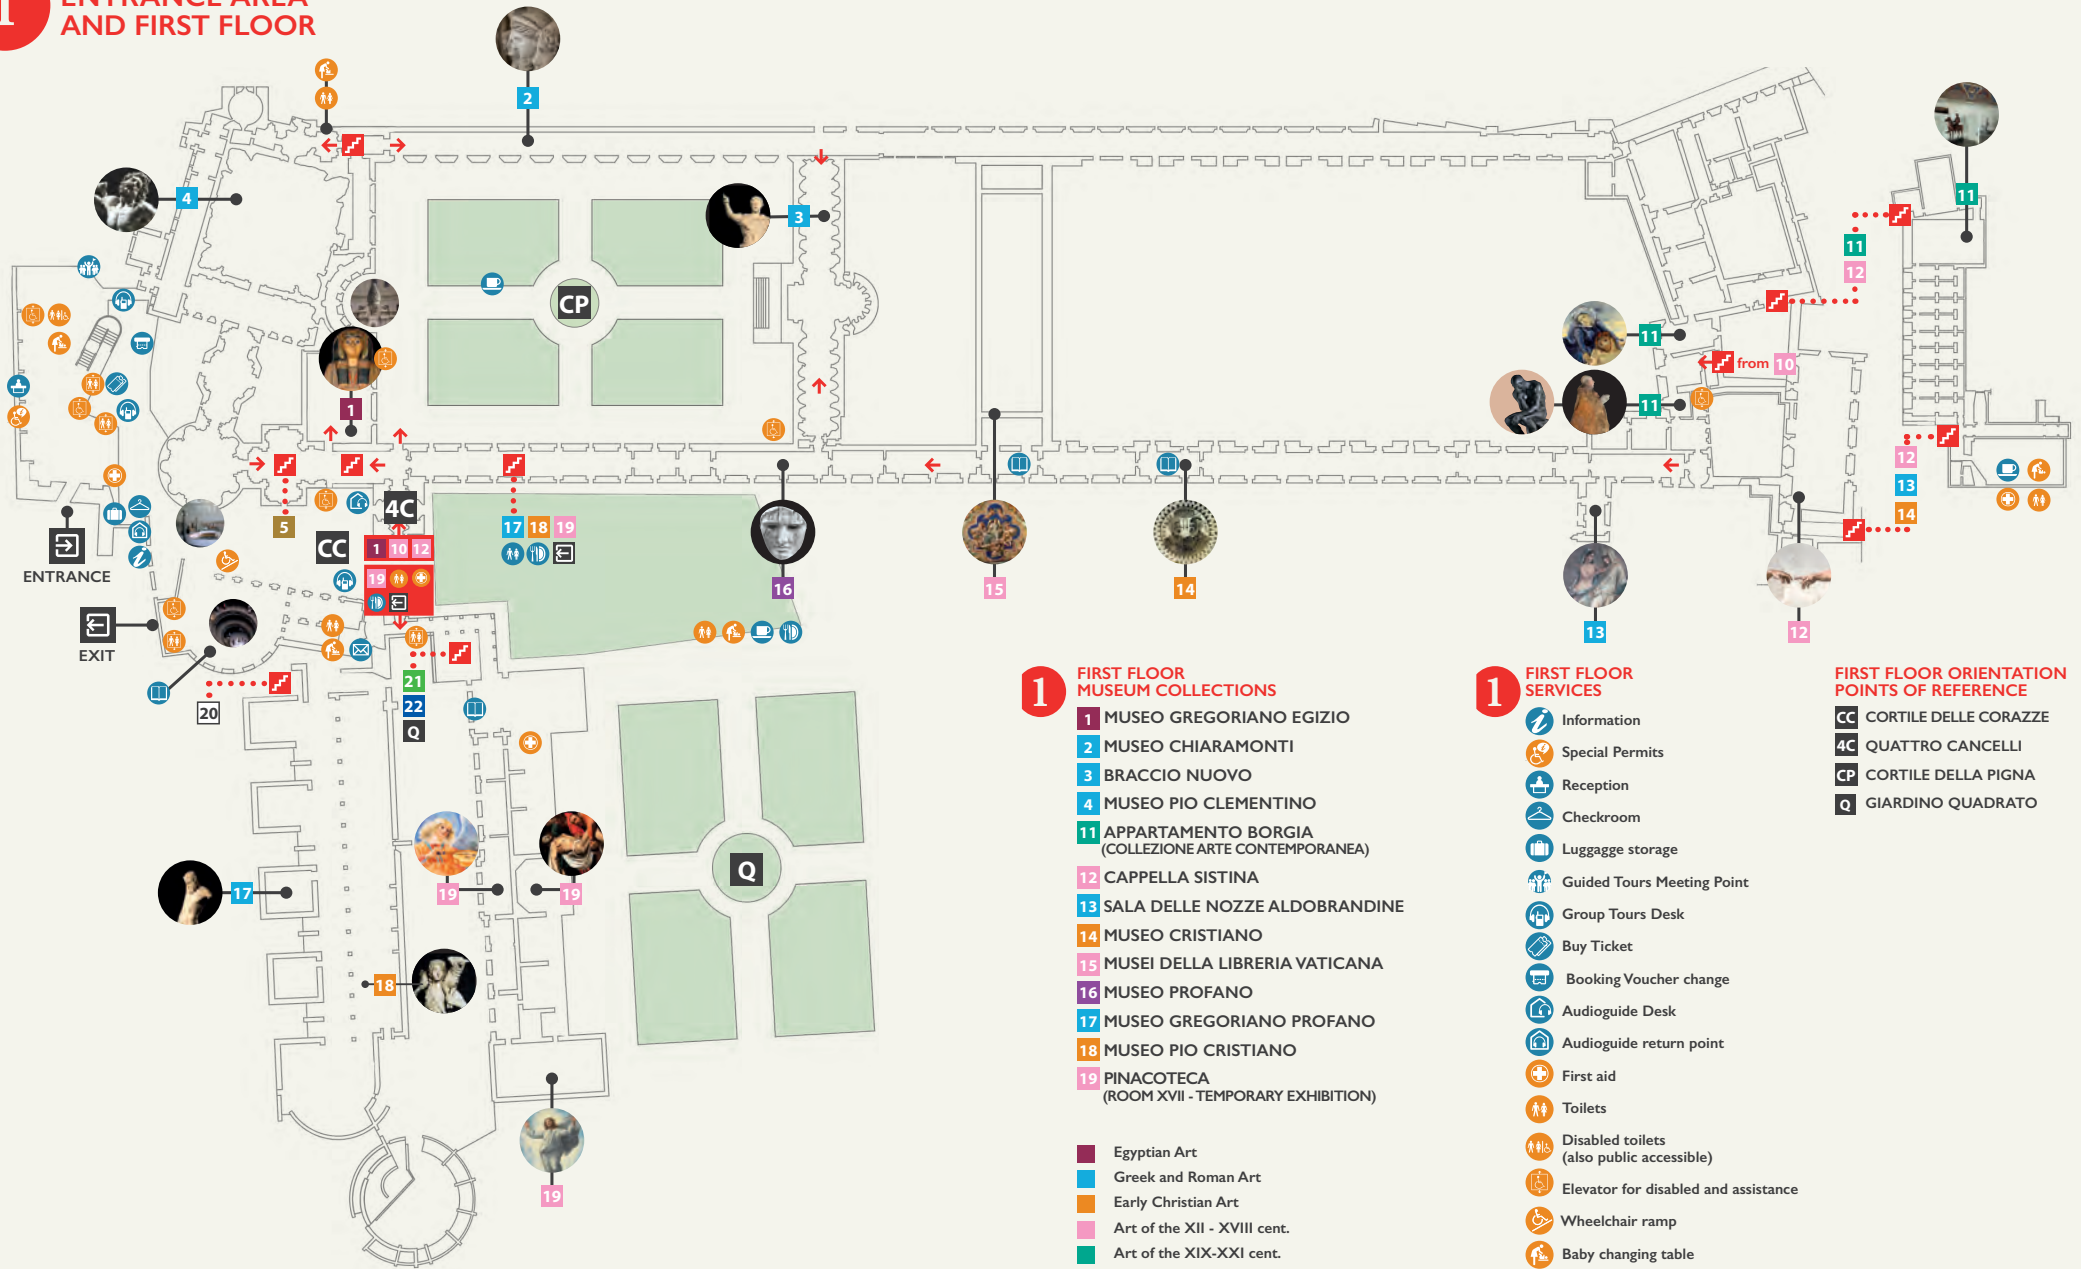 1
ENTRANCE AREA
AND FIRST FLOOR
2
4
3
11
CP
11
12
11
from 10
11
1
12
13
14
4C
5
CC
1 10 12
19
17 18 19
ENTRANCE
EXIT
16
15
14
13
12
21
22
Q
20
17
19
19
18
19
Q
1
FIRST FLOOR
MUSEUM COLLECTIONS
1 MUSEO GREGORIANO EGIZIO
2 MUSEO CHIARAMONTI
3 BRACCIO NUOVO
4 MUSEO PIO CLEMENTINO
11 APPARTAMENTO BORGIA
(COLLEZIONE ARTE CONTEMPORANEA)
12 CAPPELLA SISTINA
13 SALA DELLE NOZZE ALDOBRANDINE
14 MUSEO CRISTIANO
15 MUSEI DELLA LIBRERIA VATICANA
16 MUSEO PROFANO
17 MUSEO GREGORIANO PROFANO
18 MUSEO PIO CRISTIANO
19 PINACOTECA
(ROOM XVII - TEMPORARY EXHIBITION)
Egyptian Art
Greek and Roman Art
Early Christian Art
Art of the XII - XVIII cent.
Art of the XIX-XXI cent.
1
FIRST FLOOR
SERVICES
Information
Special Permits
Reception
Checkroom
Luggagge storage
Guided Tours Meeting Point
Group Tours Desk
Buy Ticket
Booking Voucher change
Audioguide Desk
Audioguide return point
First aid
Toilets
Disabled toilets
(also public accessible)
Elevator for disabled and assistance
Wheelchair ramp
Baby changing table
FIRST FLOOR ORIENTATION
POINTS OF REFERENCE
CC CORTILE DELLE CORAZZE
4C QUATTRO CANCELLI
CP CORTILE DELLA PIGNA
Q GIARDINO QUADRATO